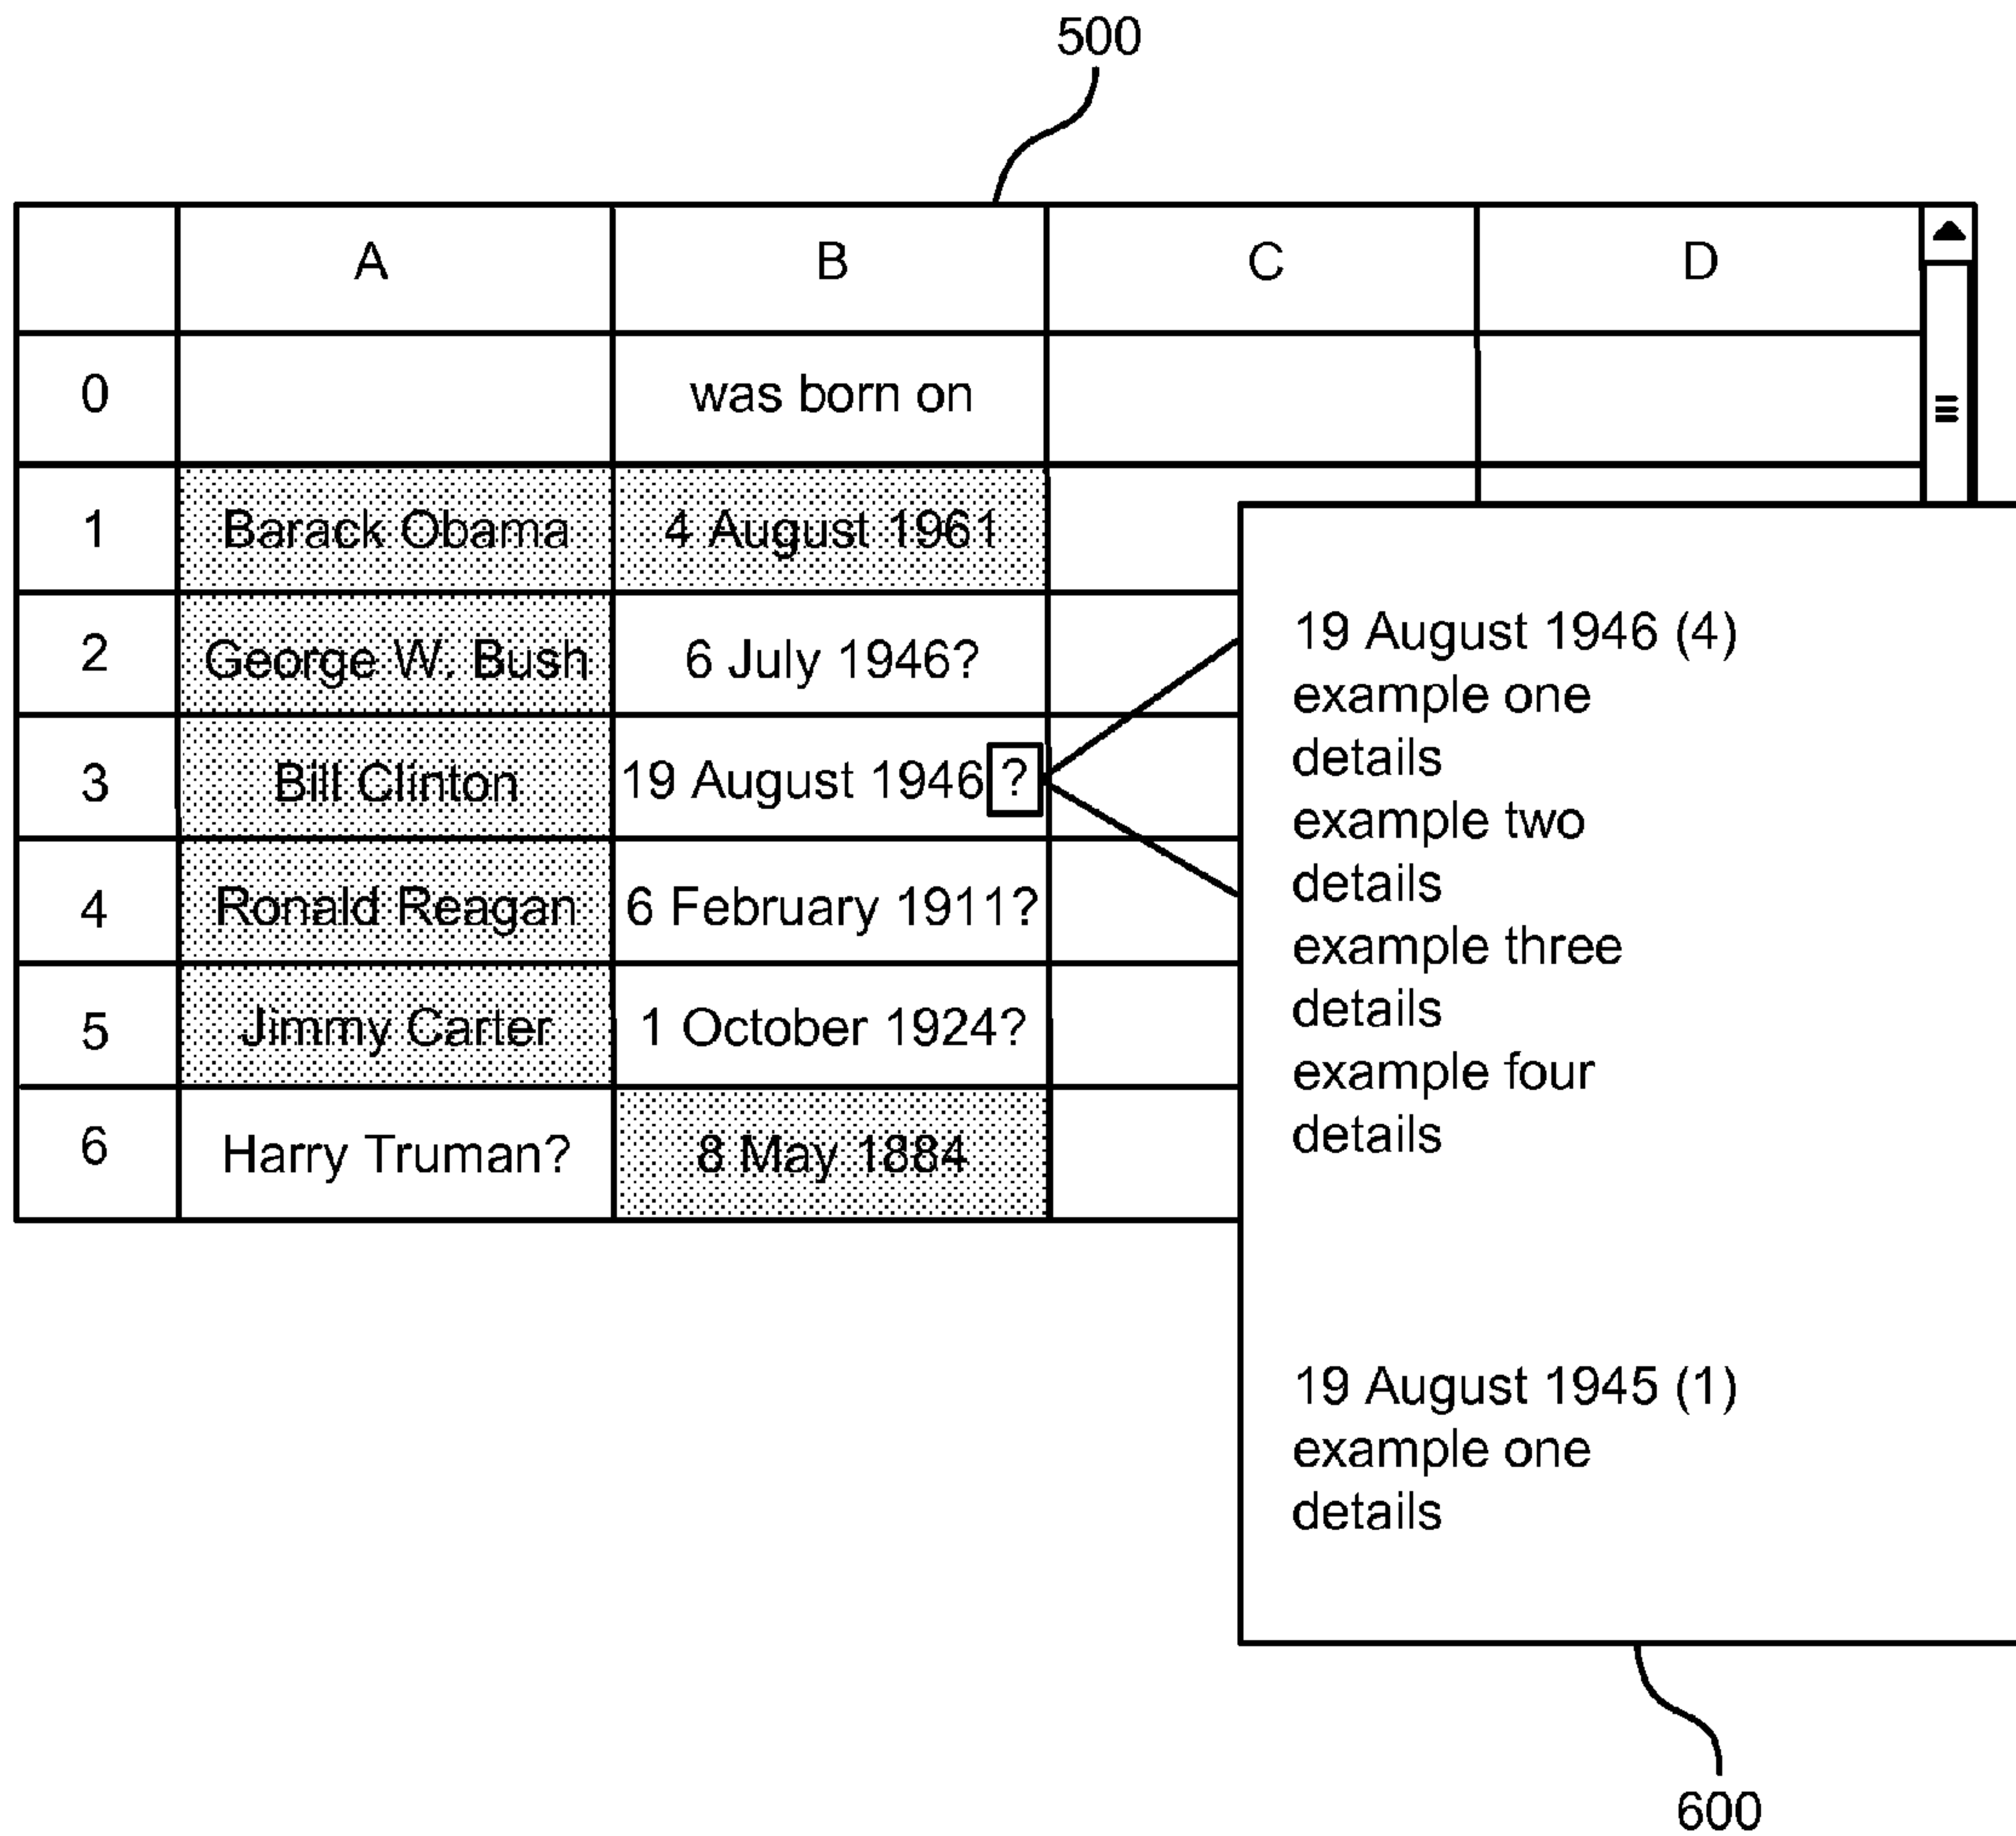 500
A B C D
0 was born on
1 Barack Obama 4 August 1961
2 George W. Bush 6 July 1946?
3 Bill Clinton 19 August 1946 ?
4 Ronald Reagan 6 February 1911?
5 Jimmy Carter 1 October 1924?
6 Harry Truman? 8 May 1884
19 August 1946 (4)
example one
details
example two
details
example three
details
example four
details
19 August 1945 (1)
example one
details
600